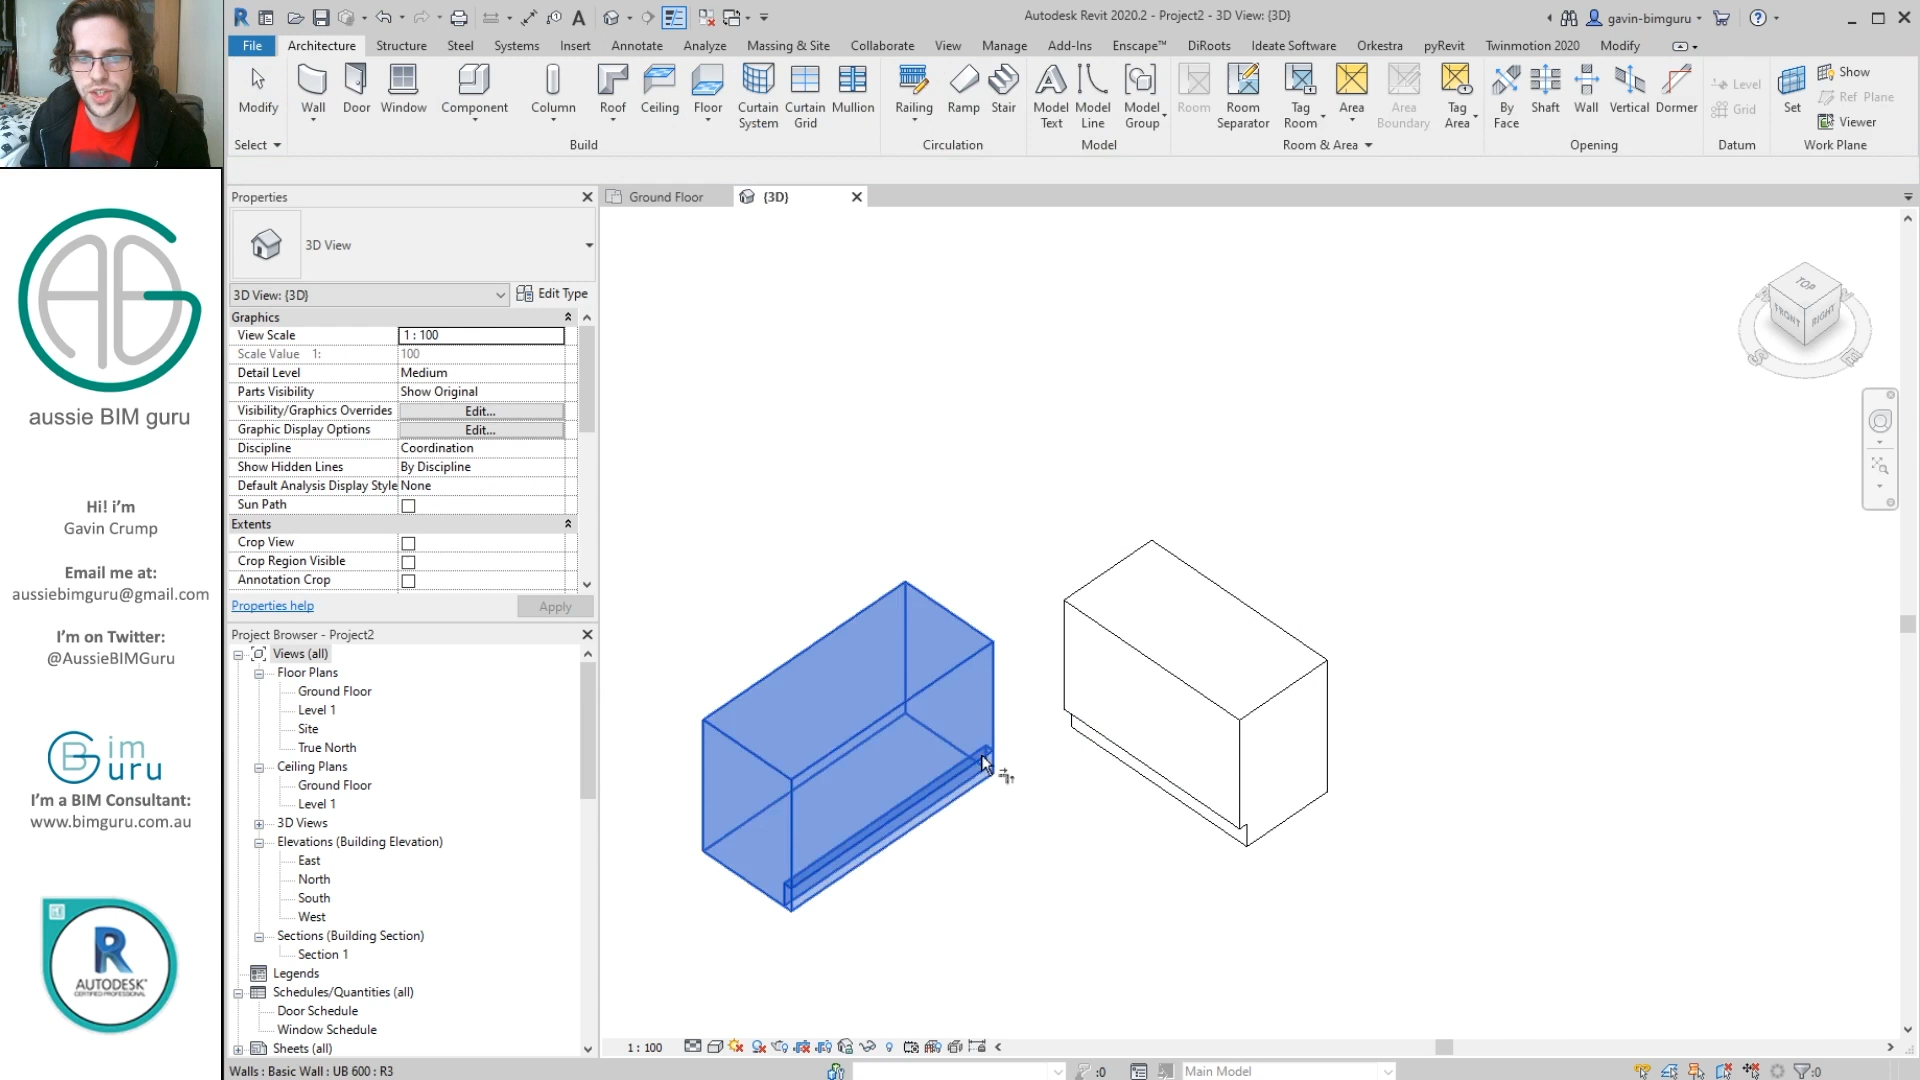 Autodesk Revit 2020.2 - Project2 - 3D View: {3D}
gavin-bimguru
File Architecture Structure Steel Systems Insert Annotate Analyze Massing & Site Collaborate View Manage Add-Ins Enscape™ DiRoots Ideate Software Orkestra pyRevit Twinmotion 2020 Modify
Modify
Wall
Door
Window
Component
Column
Roof
Ceiling
Floor
Curtain System
Curtain Grid
Mullion
Railing
Ramp
Stair
Model Text
Model Line
Model Group
Room
Room Separator
Tag Room
Area
Area Boundary
Tag Area
By Face
Shaft
Wall
Vertical
Dormer
Level
Grid
Set
Show
Ref Plane
Viewer
Select
Build
Circulation
Model
Room & Area
Opening
Datum
Work Plane
Properties
3D View
3D View: {3D}
Edit Type
Graphics
View Scale 1 : 100
Scale Value 1: 100
Detail Level Medium
Parts Visibility Show Original
Visibility/Graphics Overrides Edit...
Graphic Display Options Edit...
Discipline Coordination
Show Hidden Lines By Discipline
Default Analysis Display Style None
Sun Path
Extents
Crop View
Crop Region Visible
Annotation Crop
Properties help
Apply
Project Browser - Project2
Views (all)
Floor Plans
Ground Floor
Level 1
Site
True North
Ceiling Plans
Ground Floor
Level 1
3D Views
Elevations (Building Elevation)
East
North
South
West
Sections (Building Section)
Section 1
Legends
Schedules/Quantities (all)
Door Schedule
Window Schedule
Sheets (all)
Ground Floor
{3D}
TOP
FRONT
RIGHT
S
E
1 : 100
Walls : Basic Wall : UB 600 : R3
:0
Main Model
:0
aussie BIM guru
Hi! i'm
Gavin Crump
Email me at:
aussiebimguru@gmail.com
I'm on Twitter:
@AussieBIMGuru
Bim
Guru
I'm a BIM Consultant:
www.bimguru.com.au
R
AUTODESK
CERTIFIED PROFESSIONAL